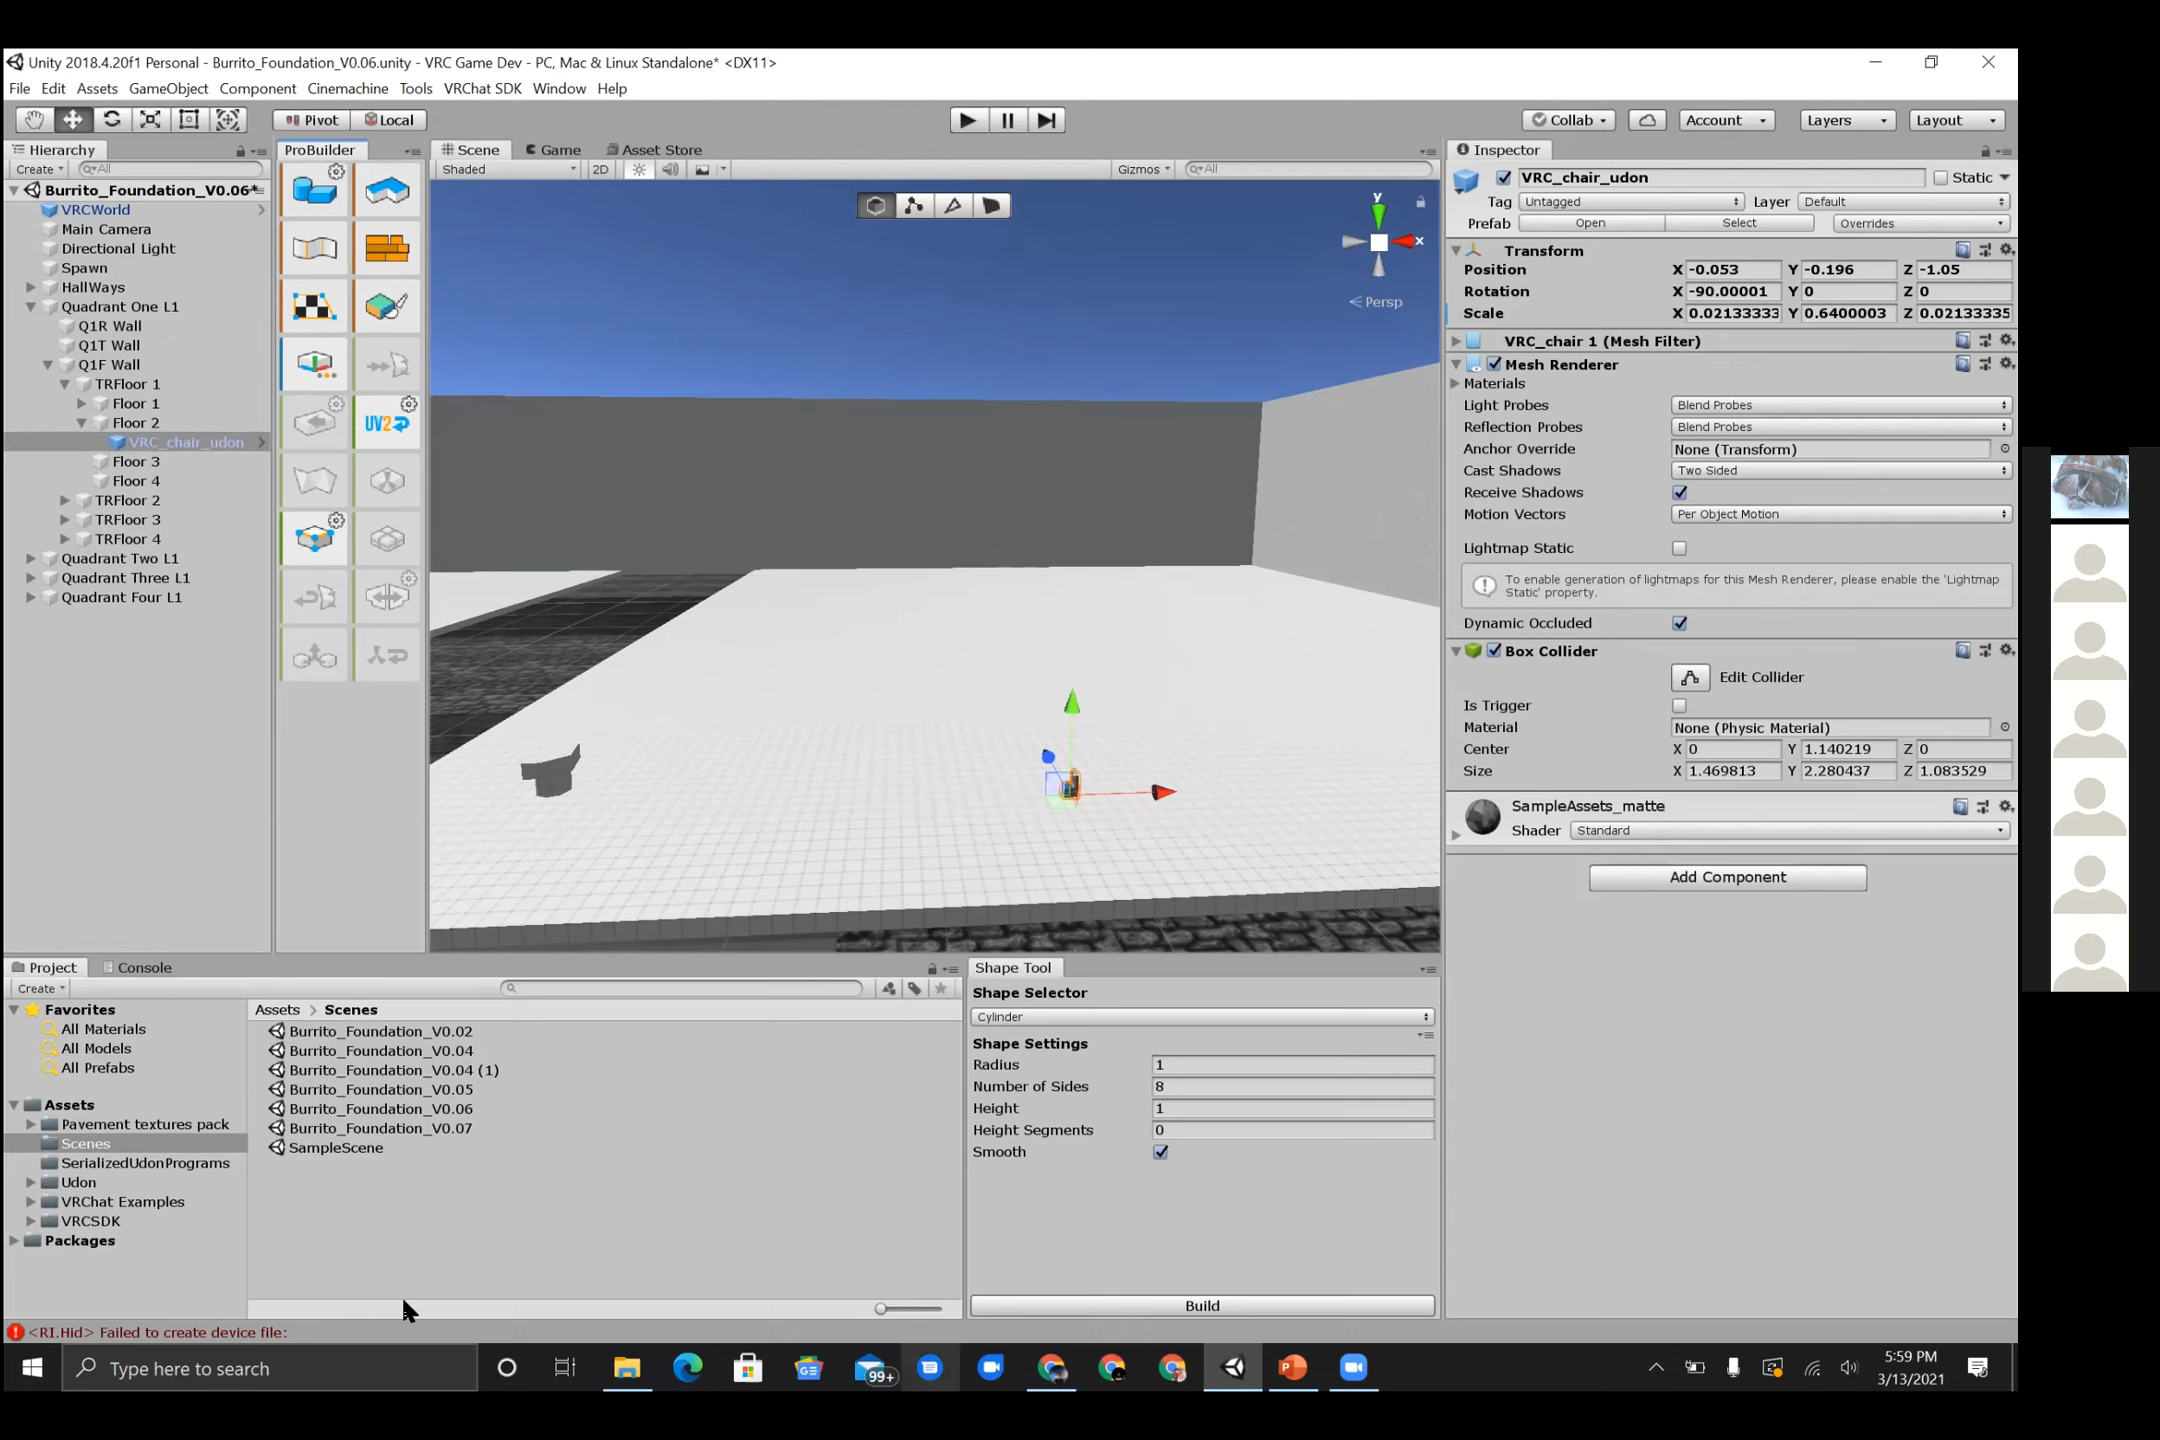 Unity 2018.4.20f1 Personal - Burrito_Foundation_V0.06.unity - VRC Game Dev - PC, Mac & Linux Standalone* <DX11>
File Edit Assets GameObject Component Cinemachine Tools VRChat SDK Window Help
Pivot Local Collab Account Layers Layout
Hierarchy
Create All
Burrito_Foundation_V0.06*
VRCWorld
Main Camera
Directional Light
Spawn
HallWays
Quadrant One L1
Q1R Wall
Q1T Wall
Q1F Wall
TRFloor 1
Floor 1
Floor 2
VRC_chair_udon
Floor 3
Floor 4
TRFloor 2
TRFloor 3
TRFloor 4
Quadrant Two L1
Quadrant Three L1
Quadrant Four L1
ProBuilder
UV2
Scene Game Asset Store
Shaded 2D Gizmos All
y
x
Persp
Inspector
VRC_chair_udon Static
Tag Untagged Layer Default
Prefab Open Select Overrides
Transform
Position X -0.053 Y -0.196 Z -1.05
Rotation X -90.00001 Y 0 Z 0
Scale X 0.02133333 Y 0.6400003 Z 0.02133335
VRC_chair 1 (Mesh Filter)
Mesh Renderer
Materials
Light Probes Blend Probes
Reflection Probes Blend Probes
Anchor Override None (Transform)
Cast Shadows Two Sided
Receive Shadows
Motion Vectors Per Object Motion
Lightmap Static
To enable generation of lightmaps for this Mesh Renderer, please enable the 'Lightmap
Static' property.
Dynamic Occluded
Box Collider
Edit Collider
Is Trigger
Material None (Physic Material)
Center X 0 Y 1.140219 Z 0
Size X 1.469813 Y 2.280437 Z 1.083529
SampleAssets_matte
Shader Standard
Add Component
Project Console
Create
Favorites
All Materials
All Models
All Prefabs
Assets
Pavement textures pack
Scenes
SerializedUdonPrograms
Udon
VRChat Examples
VRCSDK
Packages
Assets > Scenes
Burrito_Foundation_V0.02
Burrito_Foundation_V0.04
Burrito_Foundation_V0.04 (1)
Burrito_Foundation_V0.05
Burrito_Foundation_V0.06
Burrito_Foundation_V0.07
SampleScene
Shape Tool
Shape Selector
Cylinder
Shape Settings
Radius 1
Number of Sides 8
Height 1
Height Segments 0
Smooth
Build
<RI.Hid> Failed to create device file:
Type here to search
99+
5:59 PM
3/13/2021